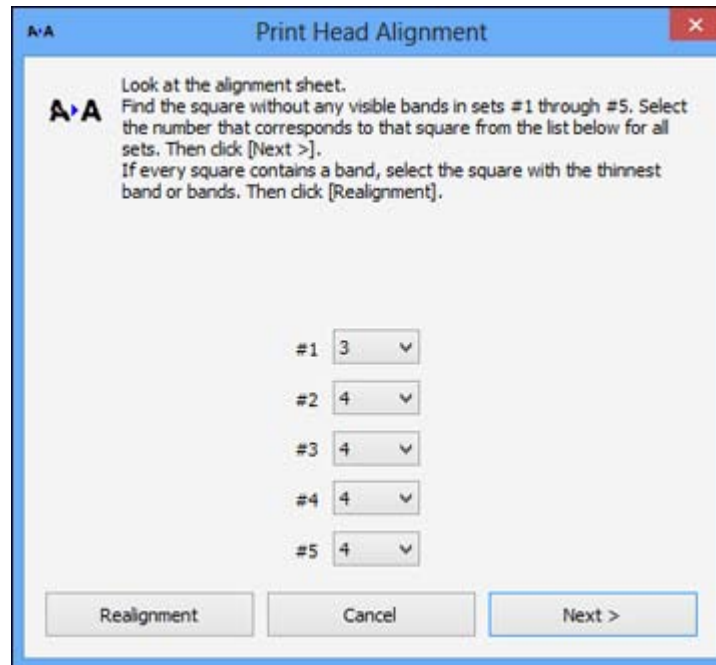 A▸A Print Head Alignment
A▸A
Look at the alignment sheet.
Find the square without any visible bands in sets #1 through #5. Select
the number that corresponds to that square from the list below for all
sets. Then click [Next >].
If every square contains a band, select the square with the thinnest
band or bands. Then click [Realignment].
#1 3
#2 4
#3 4
#4 4
#5 4
Realignment Cancel Next >